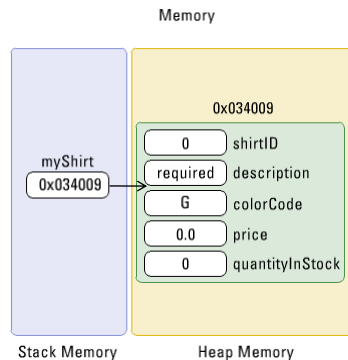 Memory
0x034009
0 shirtID
myShirt
required description
0x034009
G colorCode
0.0 price
0 quantityInStock
Stack Memory Heap Memory